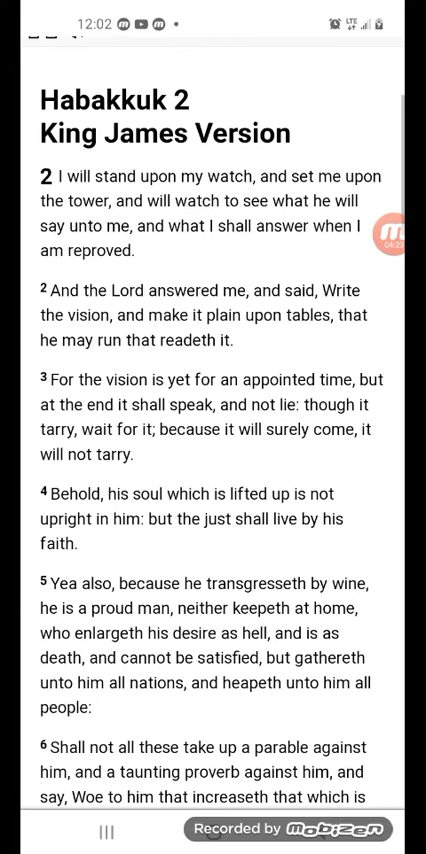 12:02
LTE
Habakkuk 2
King James Version
2 I will stand upon my watch, and set me upon
the tower, and will watch to see what he will
say unto me, and what I shall answer when I
am reproved.
04:23
2 And the Lord answered me, and said, Write
the vision, and make it plain upon tables, that
he may run that readeth it.
3 For the vision is yet for an appointed time, but
at the end it shall speak, and not lie: though it
tarry, wait for it; because it will surely come, it
will not tarry.
4 Behold, his soul which is lifted up is not
upright in him: but the just shall live by his
faith.
5 Yea also, because he transgresseth by wine,
he is a proud man, neither keepeth at home,
who enlargeth his desire as hell, and is as
death, and cannot be satisfied, but gathereth
unto him all nations, and heapeth unto him all
people:
6 Shall not all these take up a parable against
him, and a taunting proverb against him, and
say, Woe to him that increaseth that which is
Recorded by mobizen